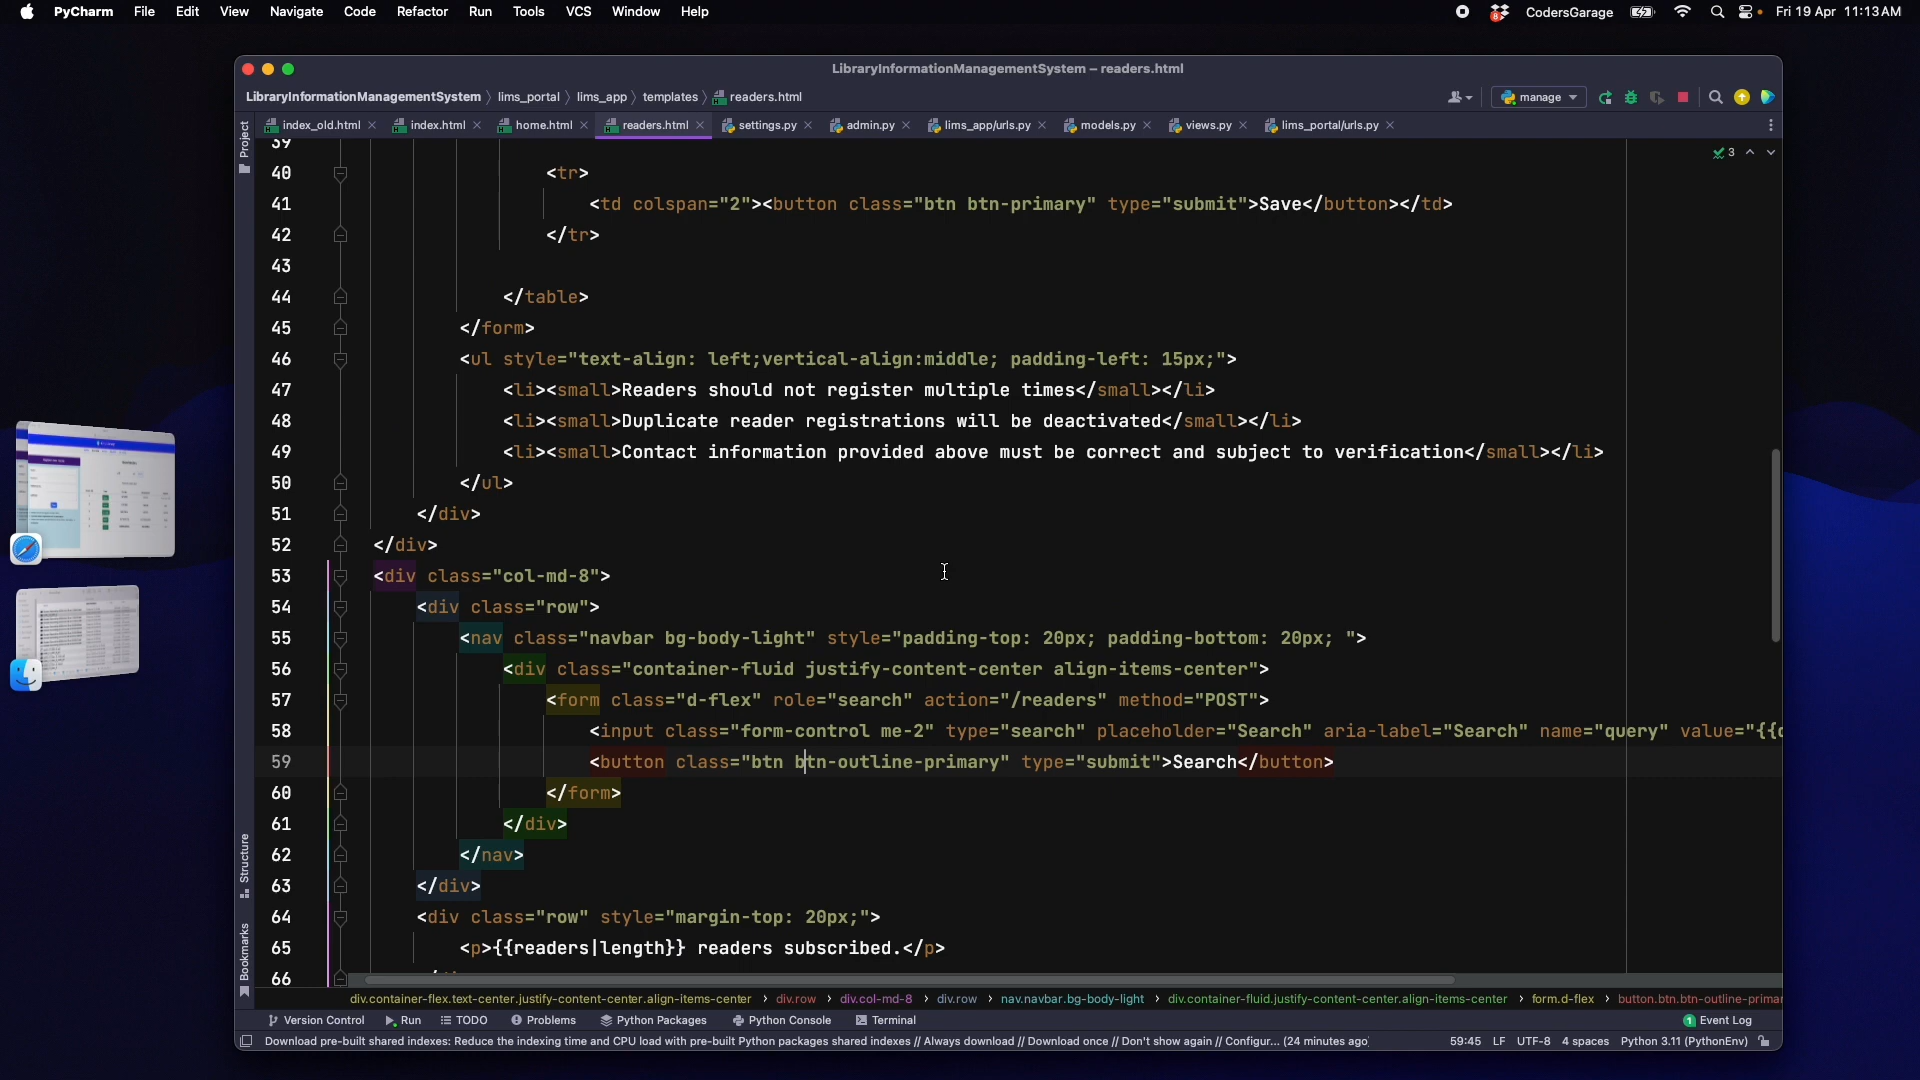 PyCharm File Edit View Navigate Code Refactor Run Tools VCS Window Help
8 CodersGarage Fri 19 Apr 11:13 AM
LibraryInformationManagementSystem – readers.html
LibraryInformationManagementSystem lims_portal lims_app templates readers.html
manage
Project
index_old.html index.html home.html readers.html settings.py admin.py lims_app/urls.py models.py views.py lims_portal/urls.py
3
39
40 <tr>
41 <td colspan="2"><button class="btn btn-primary" type="submit">Save</button></td>
42 </tr>
43
44 </table>
45 </form>
46 <ul style="text-align: left;vertical-align:middle; padding-left: 15px;">
47 <li><small>Readers should not register multiple times</small></li>
48 <li><small>Duplicate reader registrations will be deactivated</small></li>
49 <li><small>Contact information provided above must be correct and subject to verification</small></li>
50 </ul>
51 </div>
52 </div>
53 <div class="col-md-8">
54 <div class="row">
55 <nav class="navbar bg-body-light" style="padding-top: 20px; padding-bottom: 20px; ">
56 <div class="container-fluid justify-content-center align-items-center">
57 <form class="d-flex" role="search" action="/readers" method="POST">
58 <input class="form-control me-2" type="search" placeholder="Search" aria-label="Search" name="query" value="{{
59 <button class="btn btn-outline-primary" type="submit">Search</button>
60 </form>
61 </div>
62 </nav>
63 </div>
64 <div class="row" style="margin-top: 20px;">
65 <p>{{readers|length}} readers subscribed.</p>
66
Structure
Bookmarks
div.container-flex.text-center.justify-content-center.align-items-center div.row div.col-md-8 div.row nav.navbar.bg-body-light div.container-fluid.justify-content-center.align-items-center form.d-flex button.btn.btn-outline-primar
Version Control Run TODO Problems Python Packages Python Console Terminal 1 Event Log
Download pre-built shared indexes: Reduce the indexing time and CPU load with pre-built Python packages shared indexes // Always download // Download once // Don't show again // Configur... (24 minutes ago 59:45 LF UTF-8 4 spaces Python 3.11 (PythonEnv)